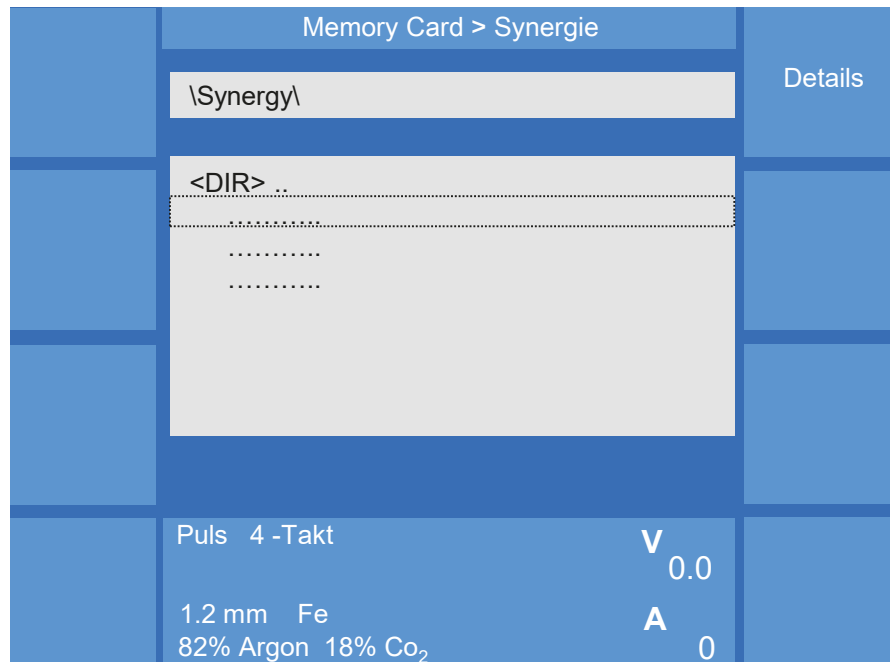 Memory Card > Synergie
Details
\Synergy\
<DIR> ..
...........
...........
...........
Puls 4 -Takt
V
0.0
1.2 mm Fe
A
82% Argon 18% Co₂
0